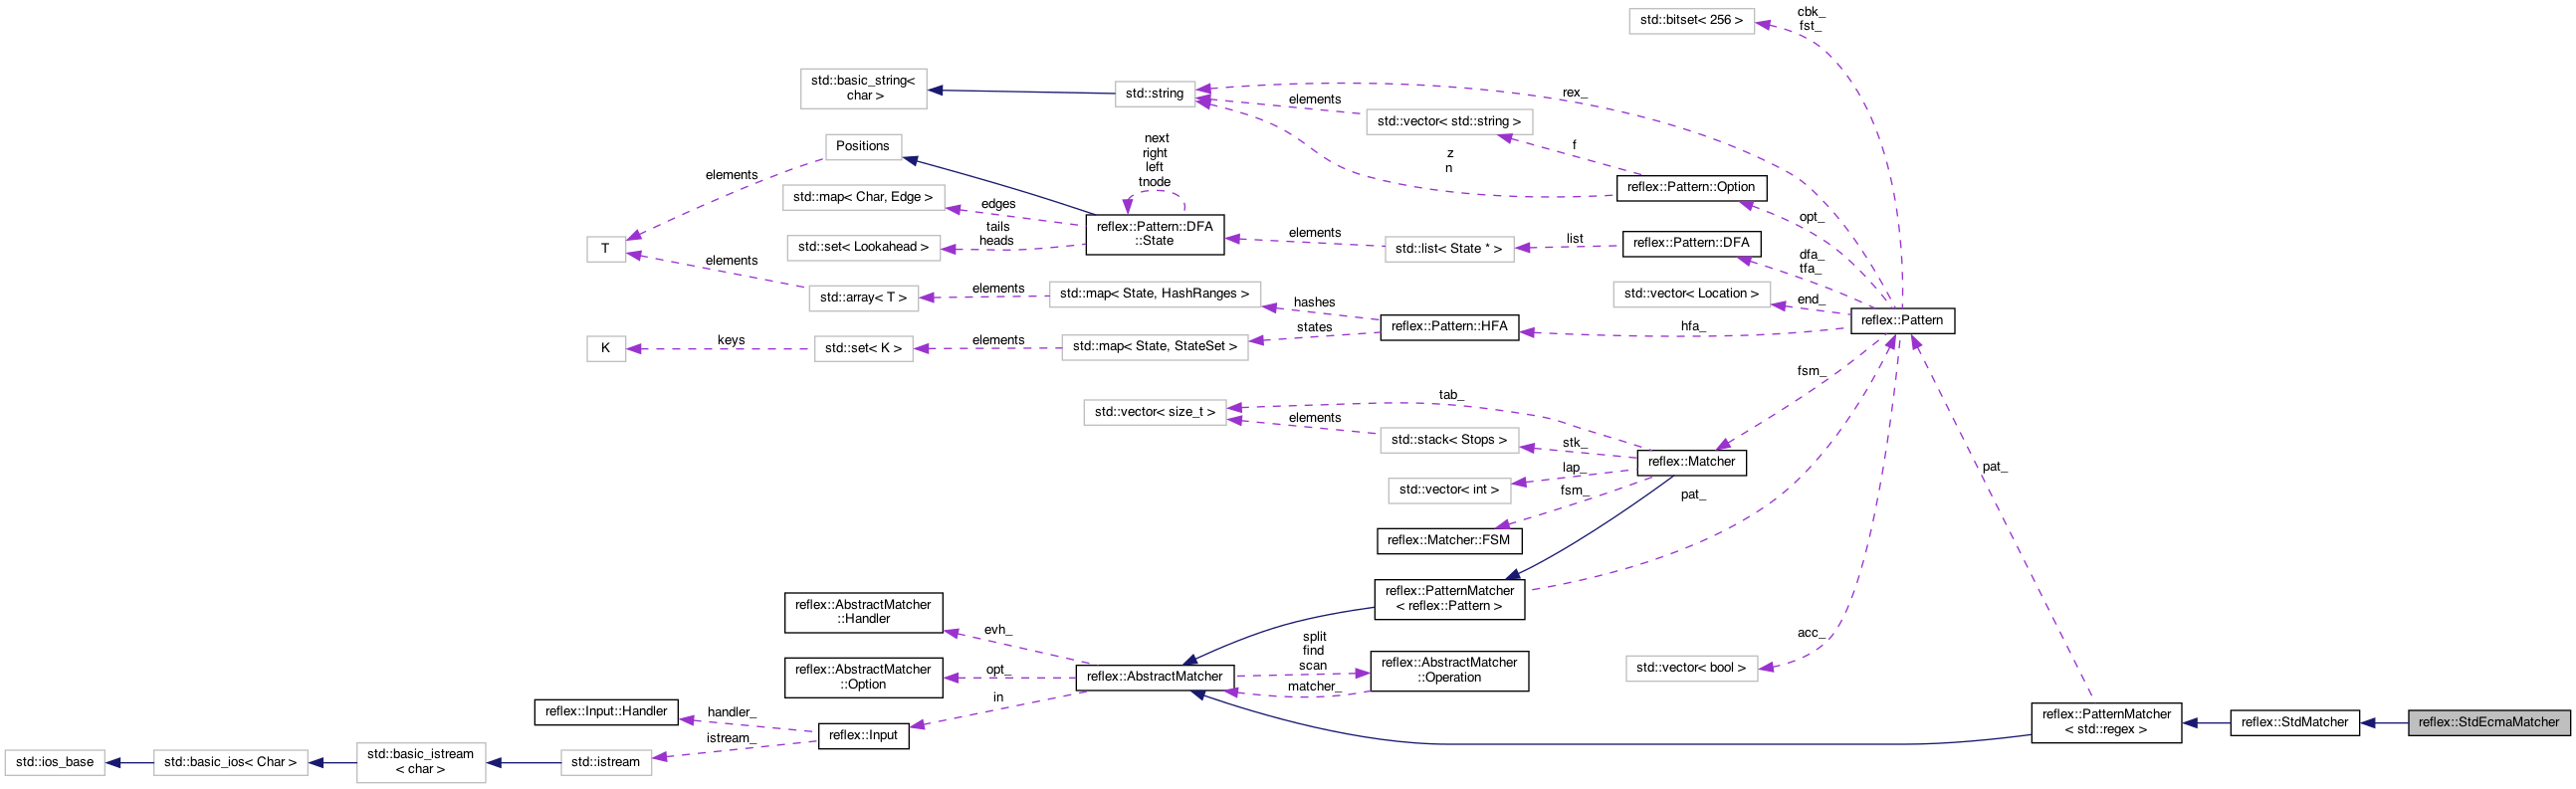 cbk_
fst_
std::bitset< 256 >
std::basic_string<
char >
std::string
rex_
elements
std::vector< std::string >
Positions
next
right
left
tnode
z
n
f
elements
std::map< Char, Edge >
edges
reflex::Pattern::Option
opt_
tails
heads
reflex::Pattern::DFA
::State
elements
T
std::set< Lookahead >
std::list< State * >
list
reflex::Pattern::DFA
dfa_
tfa_
elements
std::array< T >
elements
std::map< State, HashRanges >
hashes
std::vector< Location >
end_
reflex::Pattern
reflex::Pattern::HFA
hfa_
states
K
keys
std::set< K >
elements
std::map< State, StateSet >
fsm_
tab_
std::vector< size_t >
elements
std::stack< Stops >
stk_
reflex::Matcher
lap_
pat_
std::vector< int >
fsm_
pat_
reflex::Matcher::FSM
reflex::PatternMatcher
< reflex::Pattern >
reflex::AbstractMatcher
::Handler
evh_
split
find
scan
acc_
reflex::AbstractMatcher
::Option
opt_
reflex::AbstractMatcher
matcher_
reflex::AbstractMatcher
::Operation
std::vector< bool >
in
reflex::Input::Handler
handler_
reflex::Input
istream_
reflex::PatternMatcher
< std::regex >
reflex::StdMatcher
reflex::StdEcmaMatcher
std::ios_base
std::basic_ios< Char >
std::basic_istream
< char >
std::istream